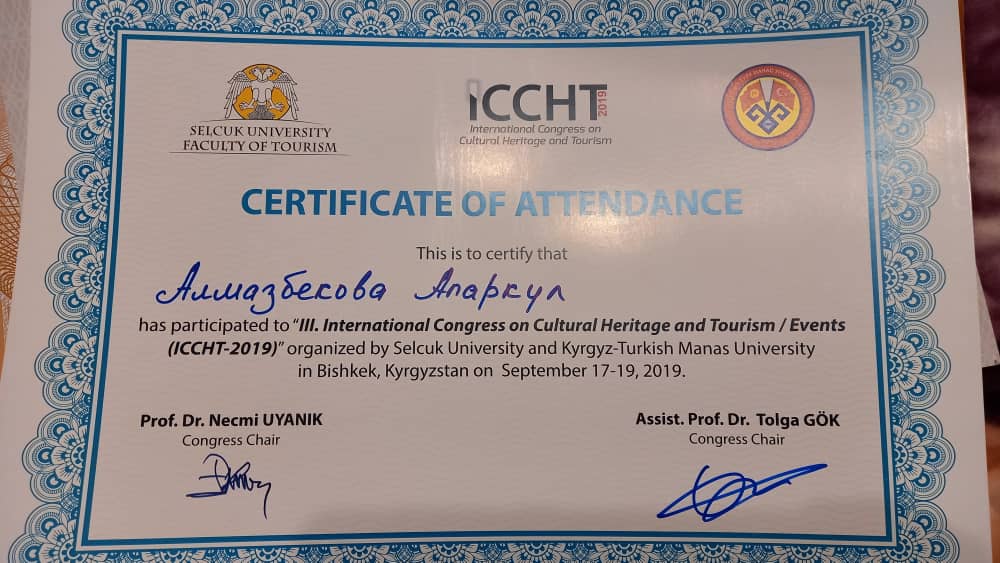 SELCUK UNIVERSITY
FACULTY OF TOURISM
ICCHT 2019
International Congress on
Cultural Heritage and Tourism
CERTIFICATE OF ATTENDANCE
This is to certify that
Алмазбекова Апаркул
has participated to “III. International Congress on Cultural Heritage and Tourism / Events
(ICCHT-2019)” organized by Selcuk University and Kyrgyz-Turkish Manas University
in Bishkek, Kyrgyzstan on September 17-19, 2019.
Prof. Dr. Necmi UYANIK
Congress Chair
Assist. Prof. Dr. Tolga GÖK
Congress Chair